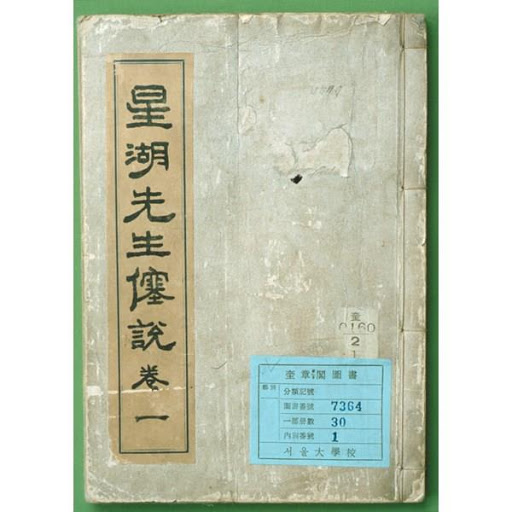 星湖先生僿說 卷一
奎
0160
2
1
奎章閣圖書
分類記號
圖書番號 7364
一部冊數 30
內別番號 1
서울大學校